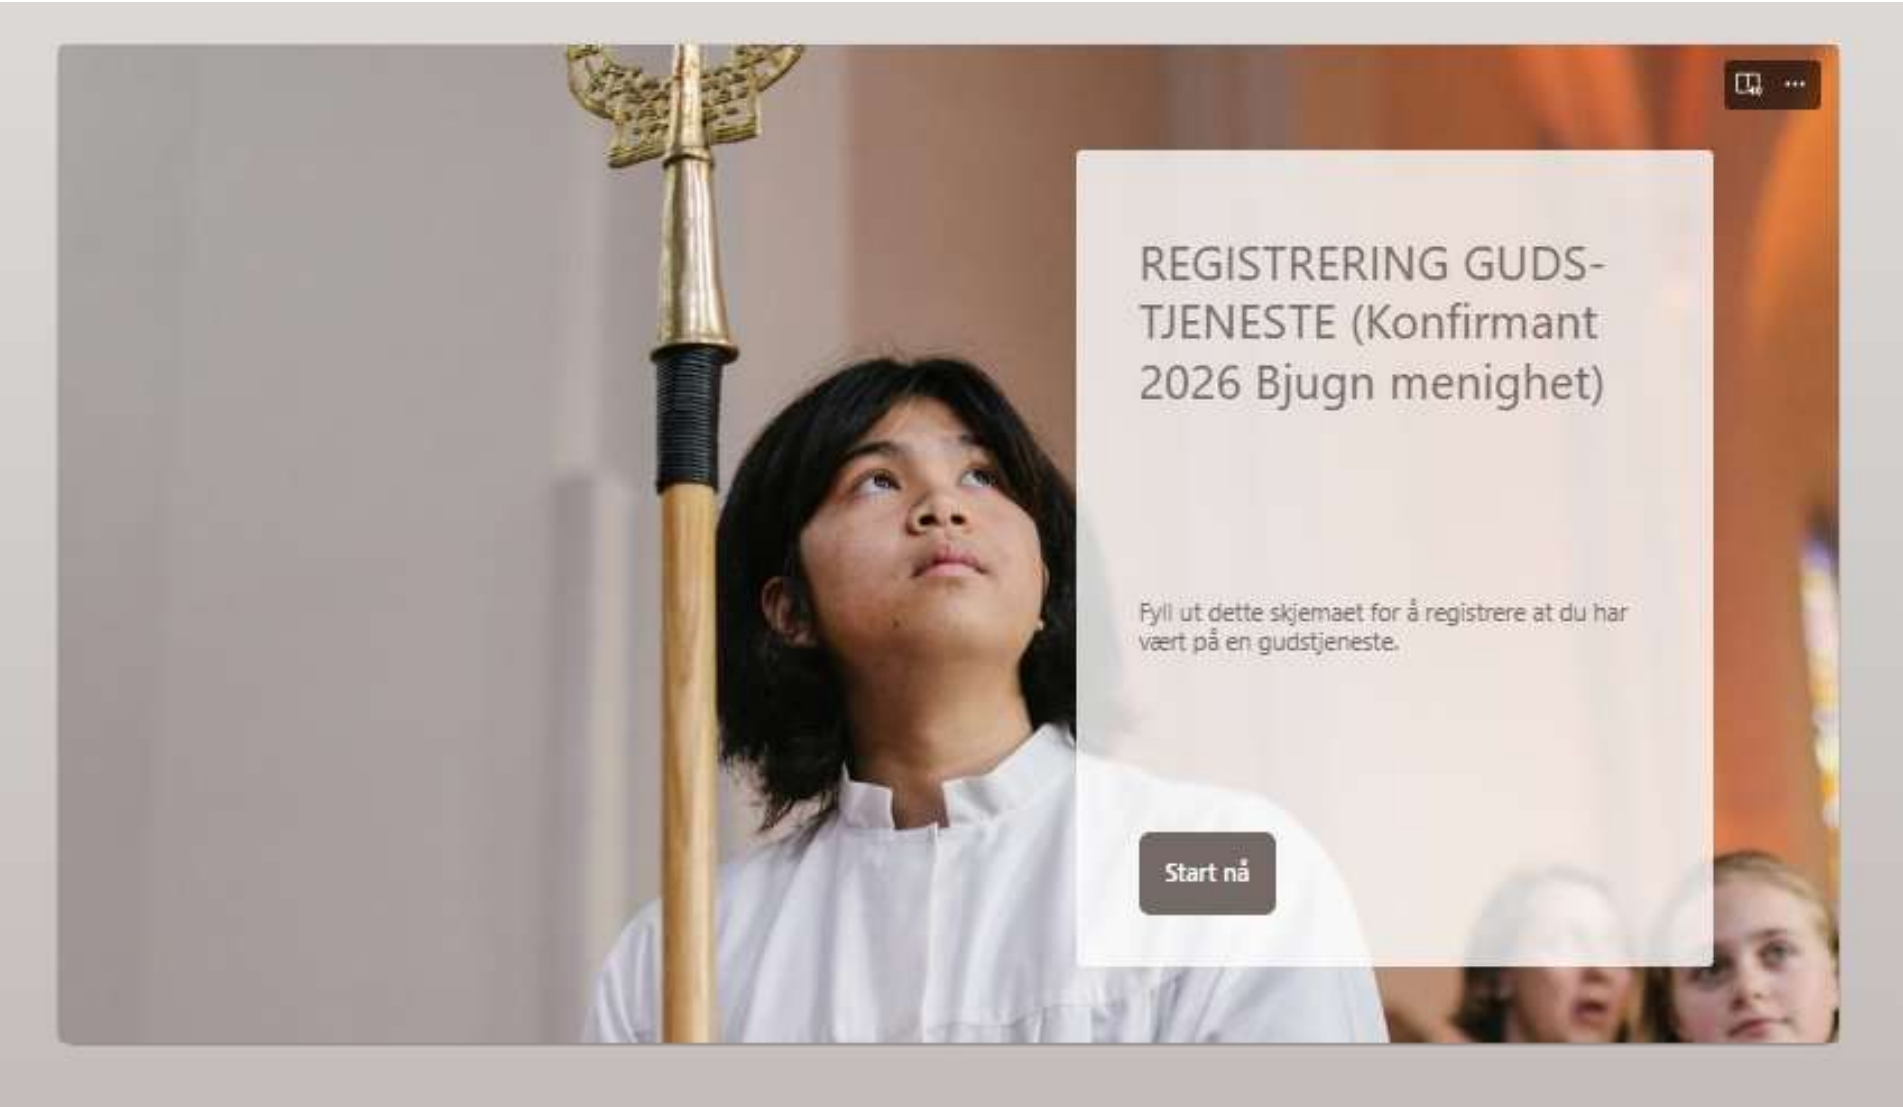 REGISTRERING GUDS-
TJENESTE (Konfirmant
2026 Bjugn menighet)
Fyll ut dette skjemaet for å registrere at du har
vært på en gudstjeneste.
Start nå